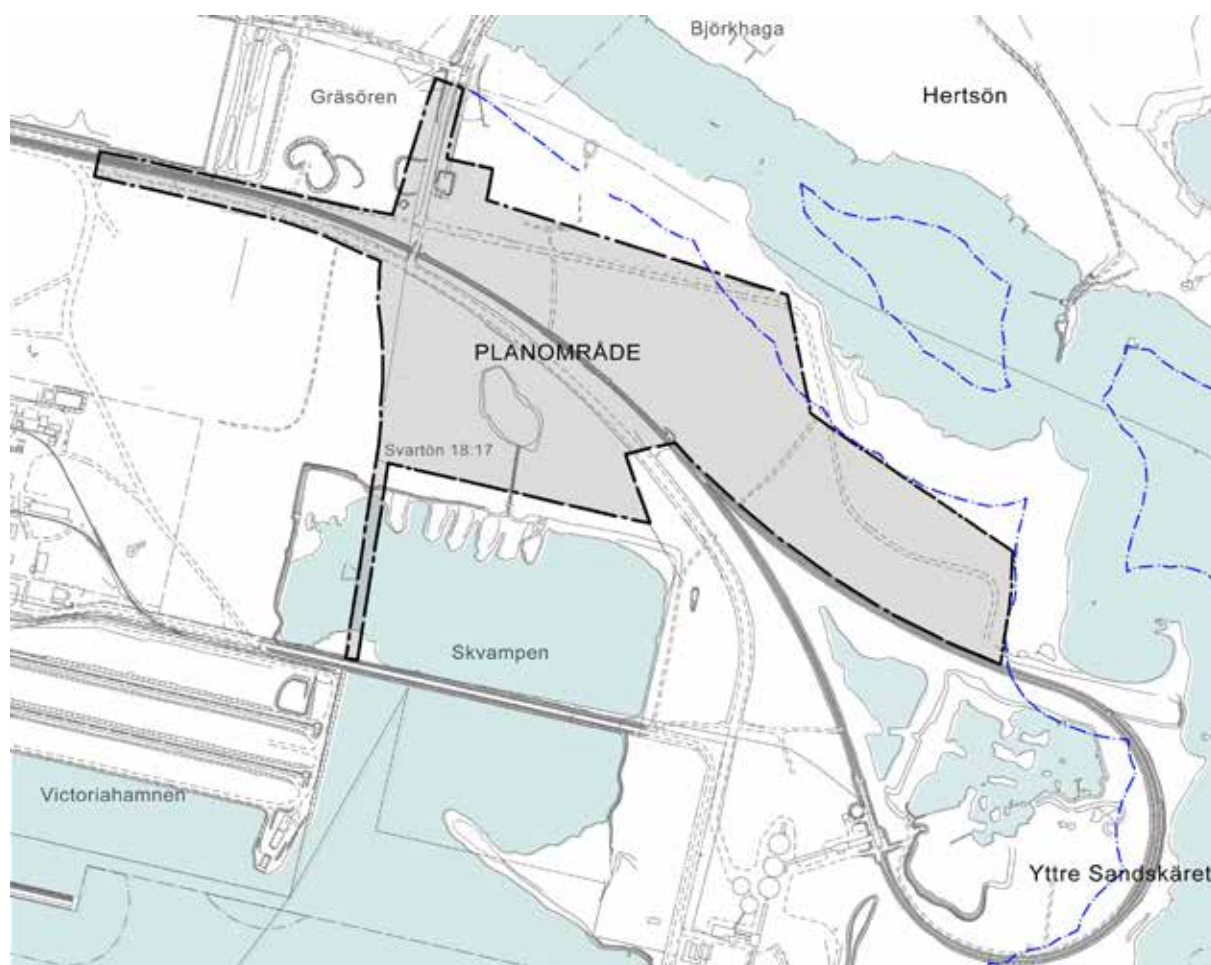 Björkhaga
Gräsören
Hertsön
PLANOMRÅDE
Svartön 18:17
Skvampen
Victoriahamnen
Yttre Sandskäret